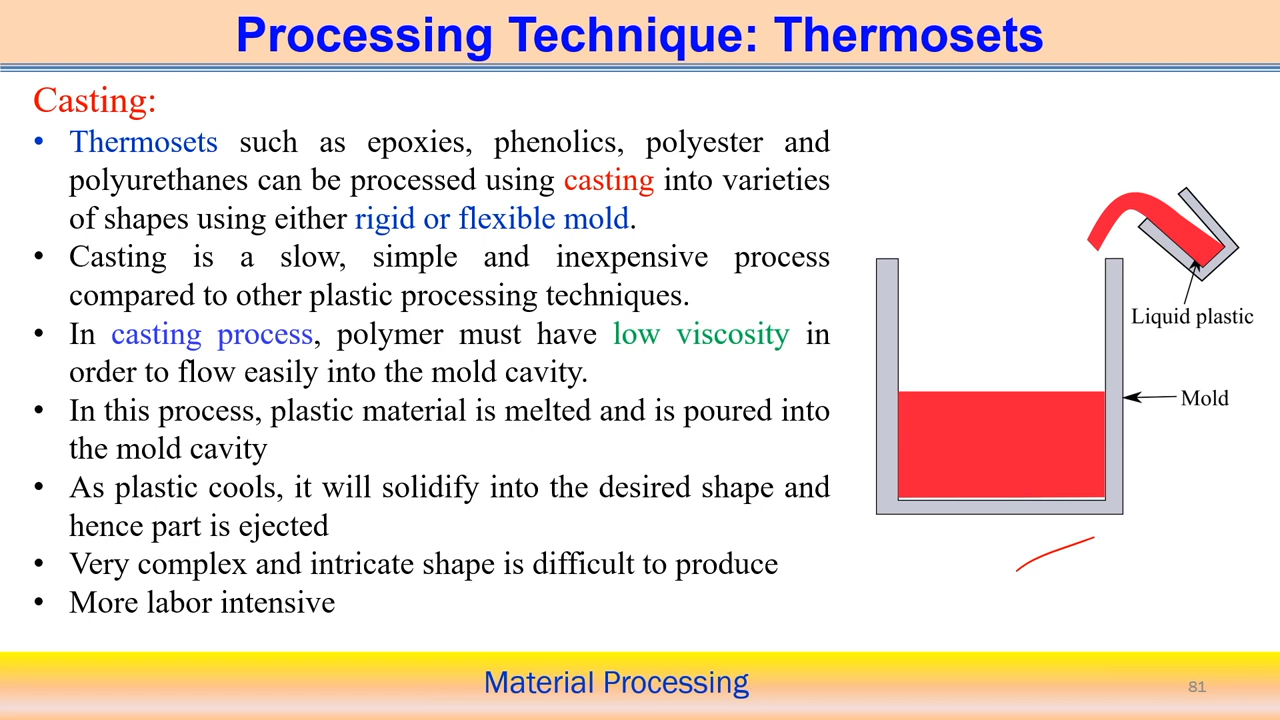 Processing Technique: Thermosets
Casting:
• Thermosets such as epoxies, phenolics, polyester and
polyurethanes can be processed using casting into varieties
of shapes using either rigid or flexible mold.
• Casting is a slow, simple and inexpensive process
compared to other plastic processing techniques.
• In casting process, polymer must have low viscosity in
order to flow easily into the mold cavity.
• In this process, plastic material is melted and is poured into
the mold cavity
• As plastic cools, it will solidify into the desired shape and
hence part is ejected
• Very complex and intricate shape is difficult to produce
• More labor intensive
Liquid plastic
Mold
Material Processing
81